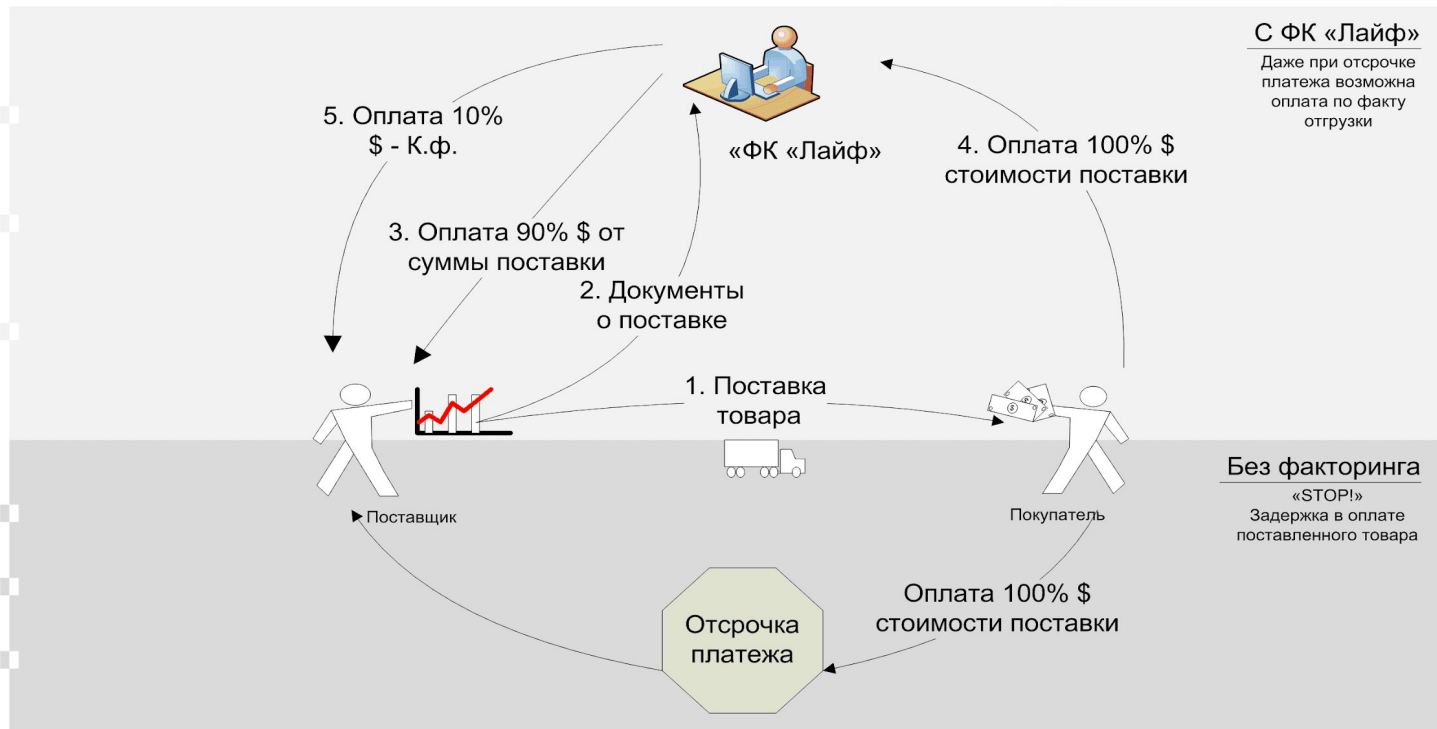 С ФК «Лайф»
Даже при отсрочке
платежа возможна
оплата по факту
отгрузки
5. Оплата 10%
$ - К.ф.
«ФК «Лайф»
4. Оплата 100% $
стоимости поставки
3. Оплата 90% $ от
суммы поставки
2. Документы
о поставке
1. Поставка
товара
Без факторинга
«STOP!»
Задержка в оплате
поставленного товара
Поставщик
Покупатель
Оплата 100% $
стоимости поставки
Отсрочка
платежа